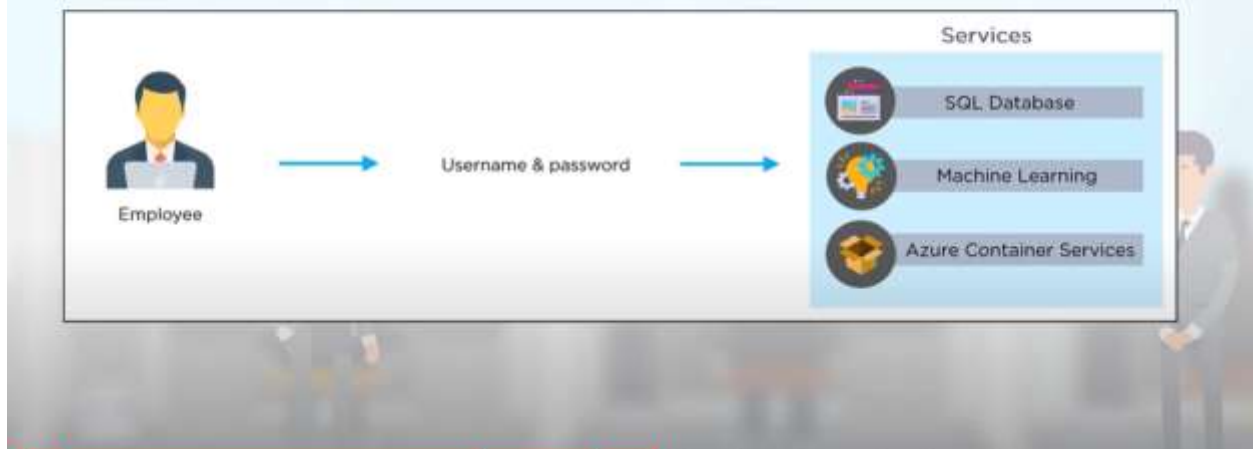 Services
SQL Database
Username & password
Machine Learning
Employee
Azure Container Services